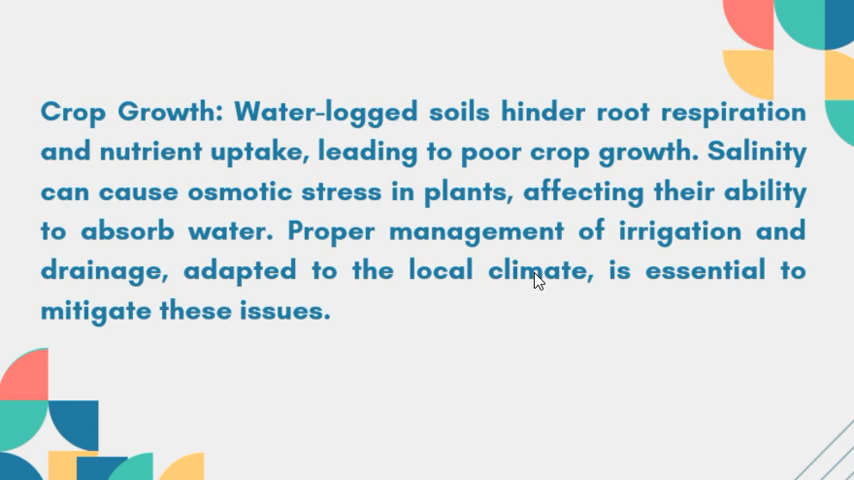 Crop Growth: Water-logged soils hinder root respiration
and nutrient uptake, leading to poor crop growth. Salinity
can cause osmotic stress in plants, affecting their ability
to absorb water. Proper management of irrigation and
drainage, adapted to the local climate, is essential to
mitigate these issues.